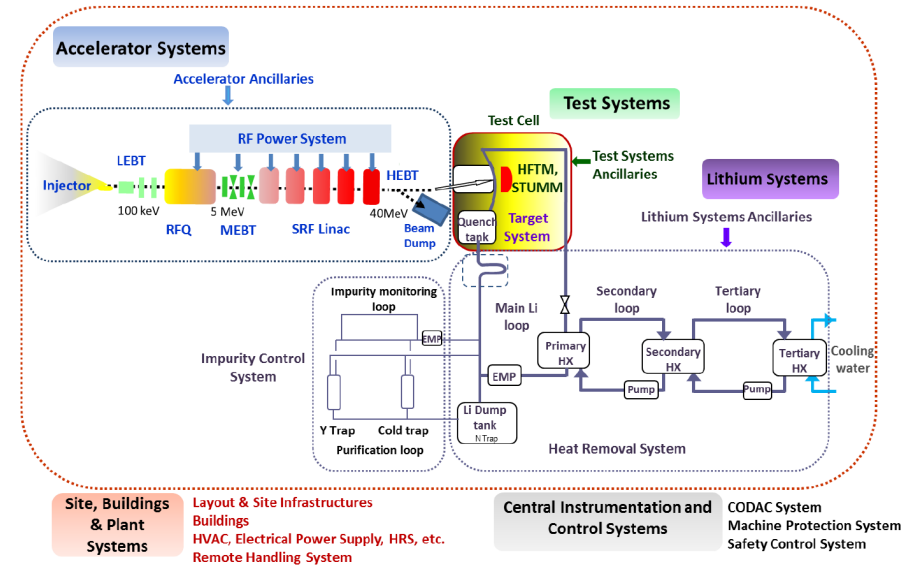 Accelerator Systems
Accelerator Ancillaries
RF Power System
LEBT
Injector
100 keV
RFQ
5 MeV
MEBT
SRF Linac
HEBT
40MeV
Beam
Dump
Test Systems
Test Cell
HFTM,
STUMM
Target
System
Quench
tank
Test Systems
Ancillaries
Lithium Systems
Lithium Systems Ancillaries
Impurity monitoring
loop
EMP
Impurity Control
System
Y Trap
Cold trap
Purification loop
Main Li
loop
EMP
Li Dump
tank
N Trap
Primary
HX
Secondary
loop
Pump
Secondary
HX
Tertiary
loop
Pump
Tertiary
HX
Cooling
water
Heat Removal System
Site, Buildings
& Plant
Systems
Layout & Site Infrastructures
Buildings
HVAC, Electrical Power Supply, HRS, etc.
Remote Handling System
Central Instrumentation and
Control Systems
CODAC System
Machine Protection System
Safety Control System